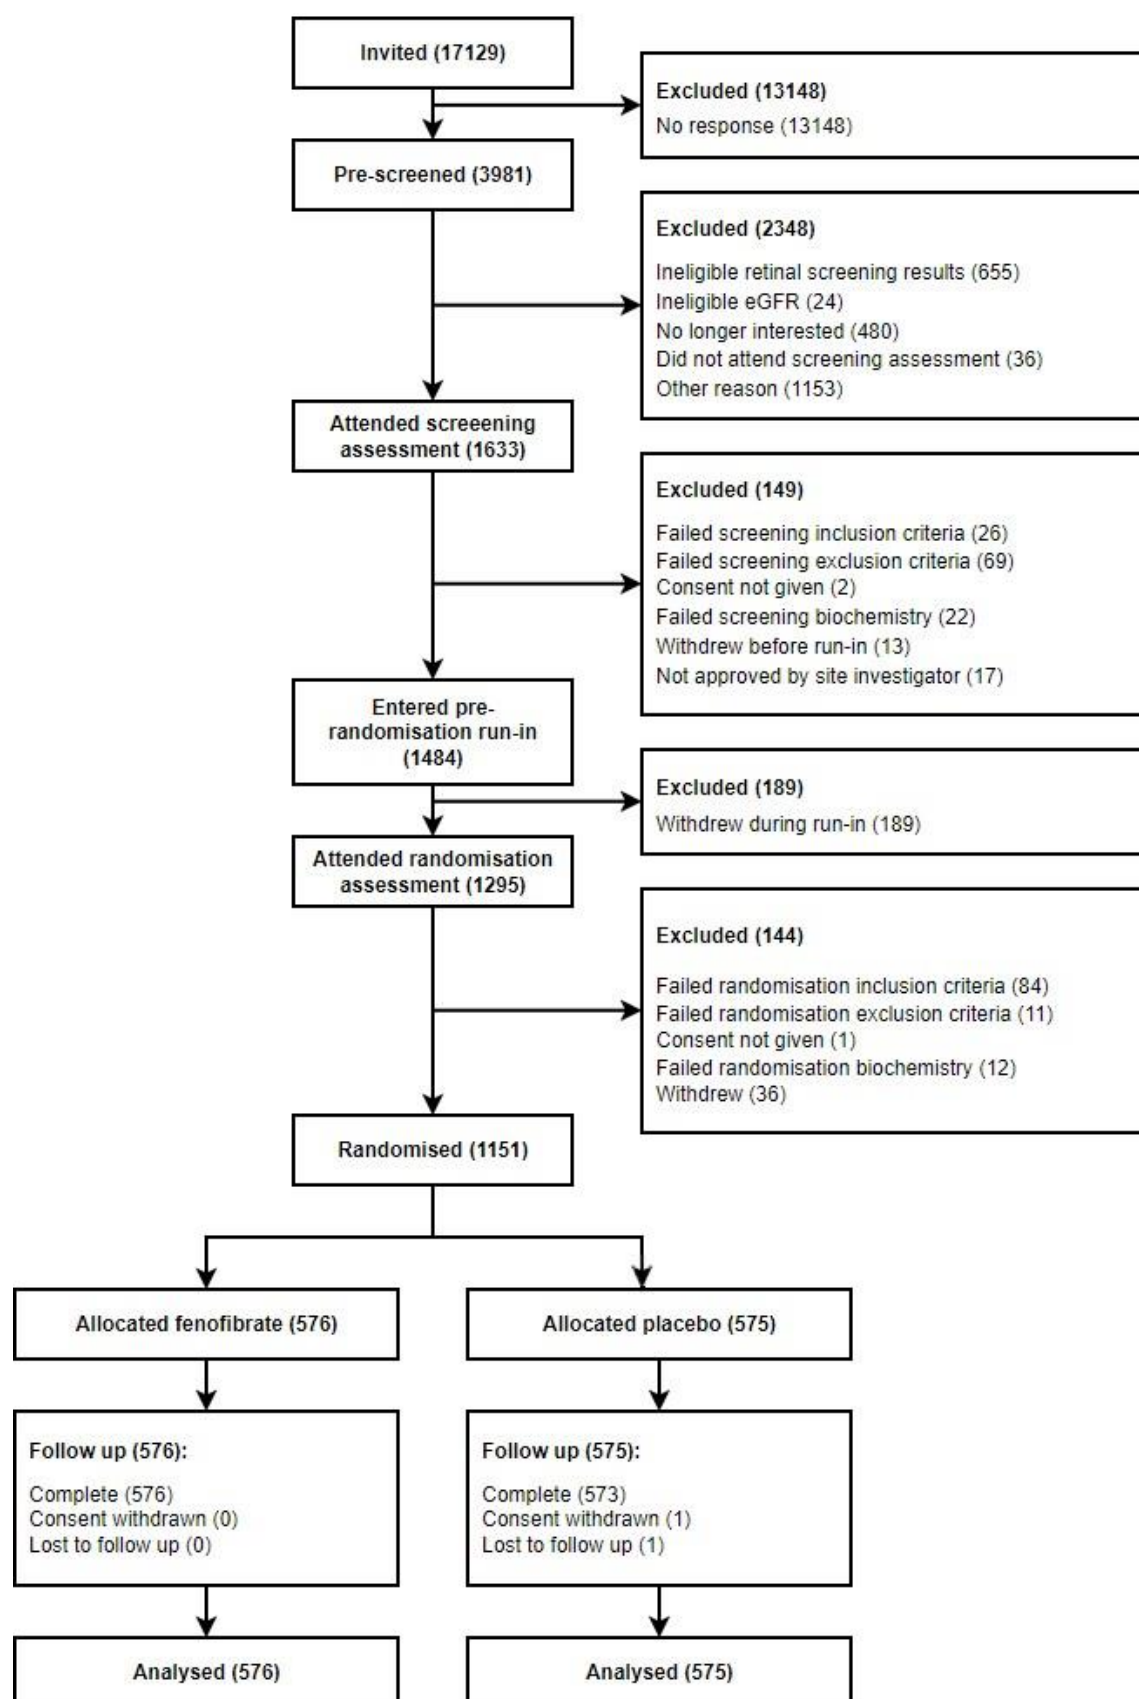 Invited (17129)
Excluded (13148)
No response (13148)
Pre-screened (3981)
Excluded (2348)
Ineligible retinal screening results (655)
Ineligible eGFR (24)
No longer interested (480)
Did not attend screening assessment (36)
Other reason (1153)
Attended screeening
assessment (1633)
Excluded (149)
Failed screening inclusion criteria (26)
Failed screening exclusion criteria (69)
Consent not given (2)
Failed screening biochemistry (22)
Withdrew before run-in (13)
Not approved by site investigator (17)
Entered pre-
randomisation run-in
(1484)
Excluded (189)
Withdrew during run-in (189)
Attended randomisation
assessment (1295)
Excluded (144)
Failed randomisation inclusion criteria (84)
Failed randomisation exclusion criteria (11)
Consent not given (1)
Failed randomisation biochemistry (12)
Withdrew (36)
Randomised (1151)
Allocated fenofibrate (576)
Allocated placebo (575)
Follow up (576):
Complete (576)
Consent withdrawn (0)
Lost to follow up (0)
Follow up (575):
Complete (573)
Consent withdrawn (1)
Lost to follow up (1)
Analysed (576)
Analysed (575)